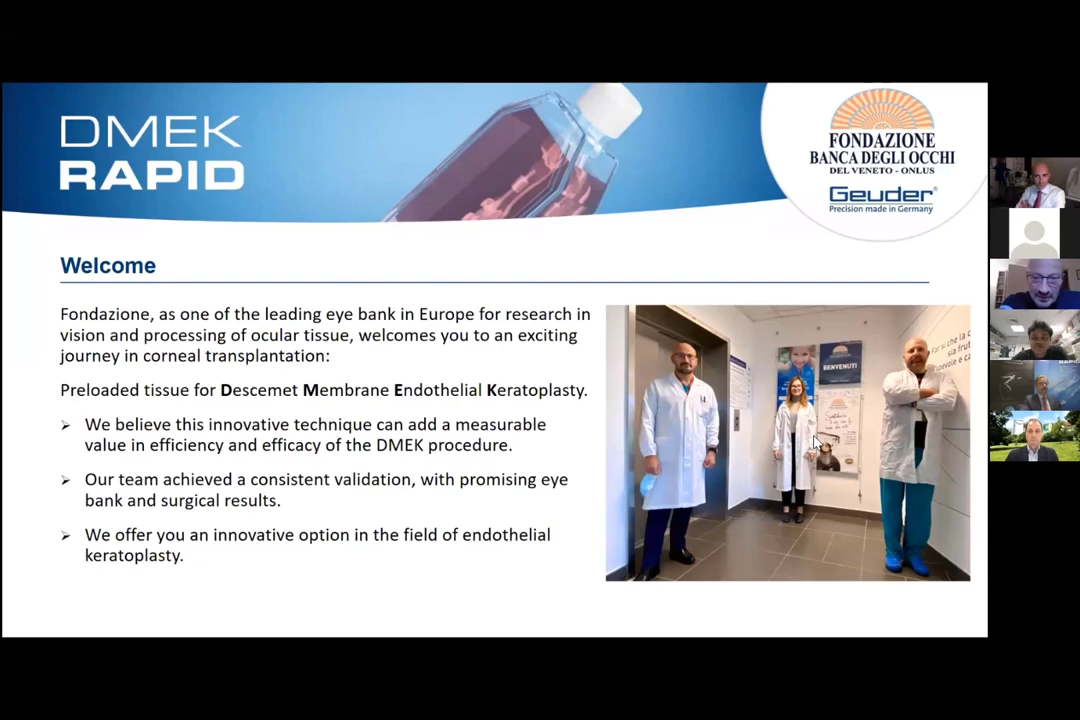 DMEK
RAPID
FONDAZIONE
BANCA DEGLI OCCHI
DEL VENETO - ONLUS
Geuder®
Precision made in Germany
Welcome
Fondazione, as one of the leading eye bank in Europe for research in
vision and processing of ocular tissue, welcomes you to an exciting
journey in corneal transplantation:
Preloaded tissue for Descemet Membrane Endothelial Keratoplasty.
➢ We believe this innovative technique can add a measurable
value in efficiency and efficacy of the DMEK procedure.
➢ Our team achieved a consistent validation, with promising eye
bank and surgical results.
➢ We offer you an innovative option in the field of endothelial
keratoplasty.
BENVENUTI